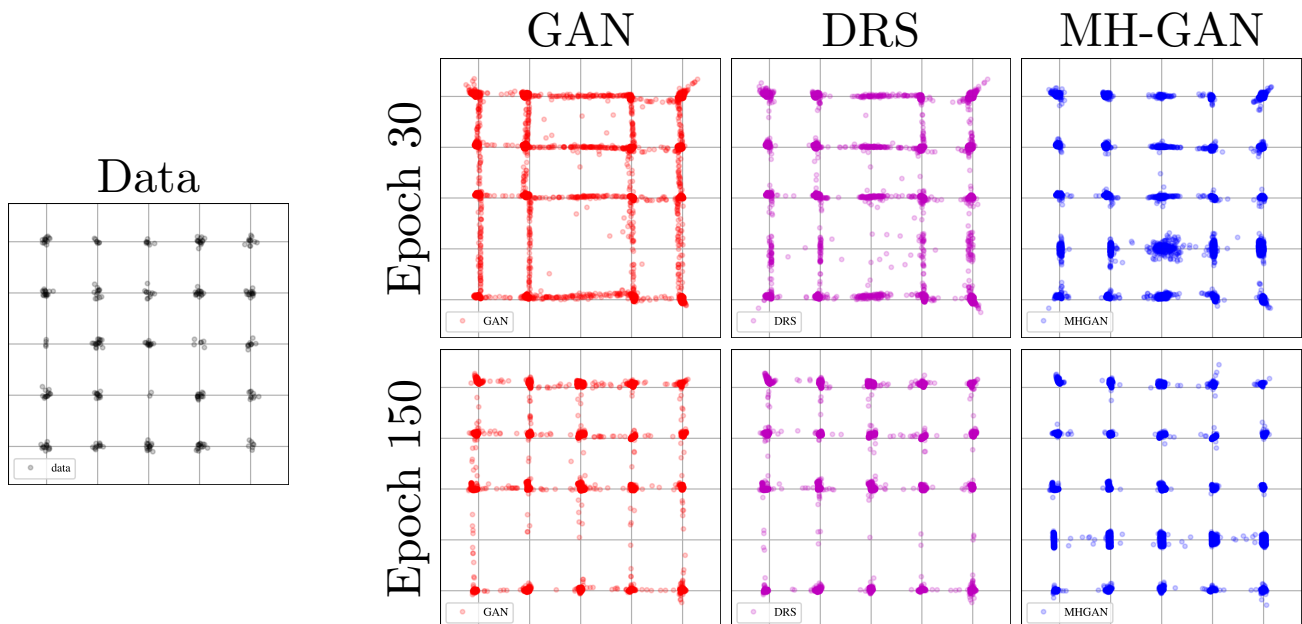 GAN
DRS
MH-GAN
Data
data
Epoch 30
GAN
DRS
MHGAN
Epoch 150
GAN
DRS
MHGAN